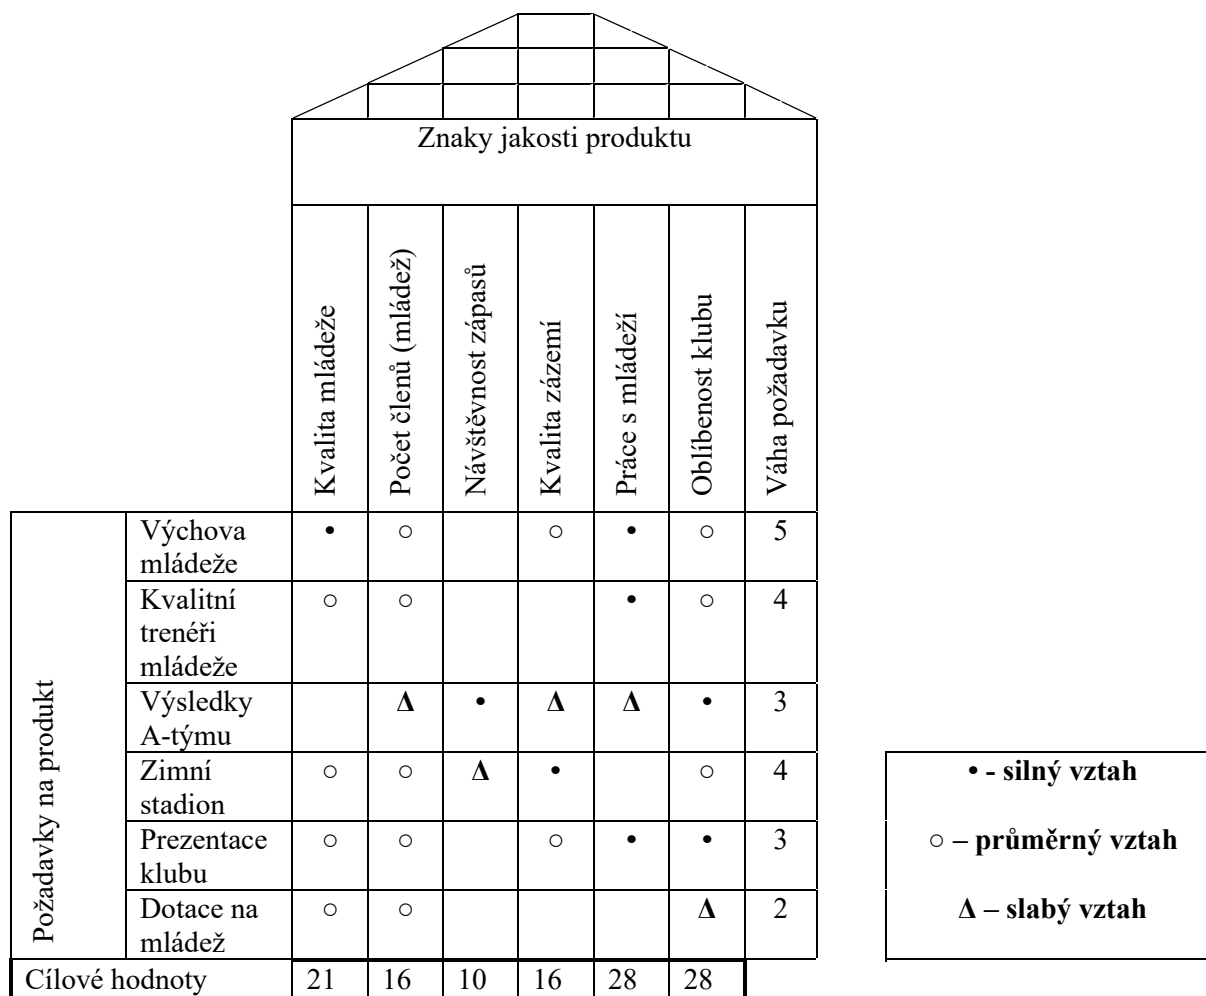 Znaky jakosti produktu
Kvalita mládeže
Počet členů (mládež)
Návštěvnost zápasů
Kvalita zázemí
Práce s mládeží
Oblíbenost klubu
Váha požadavku
Požadavky na produkt
Výchova
mládeže
• ○ ○ • ○ 5
Kvalitní
trenéři
mládeže
○ ○ • ○ 4
Výsledky
A-týmu
Δ • Δ Δ • 3
Zimní
stadion
○ ○ Δ • ○ 4
Prezentace
klubu
○ ○ ○ • • 3
Dotace na
mládež
○ ○ Δ 2
Cílové hodnoty 21 16 10 16 28 28
• - silný vztah
○ – průměrný vztah
Δ – slabý vztah